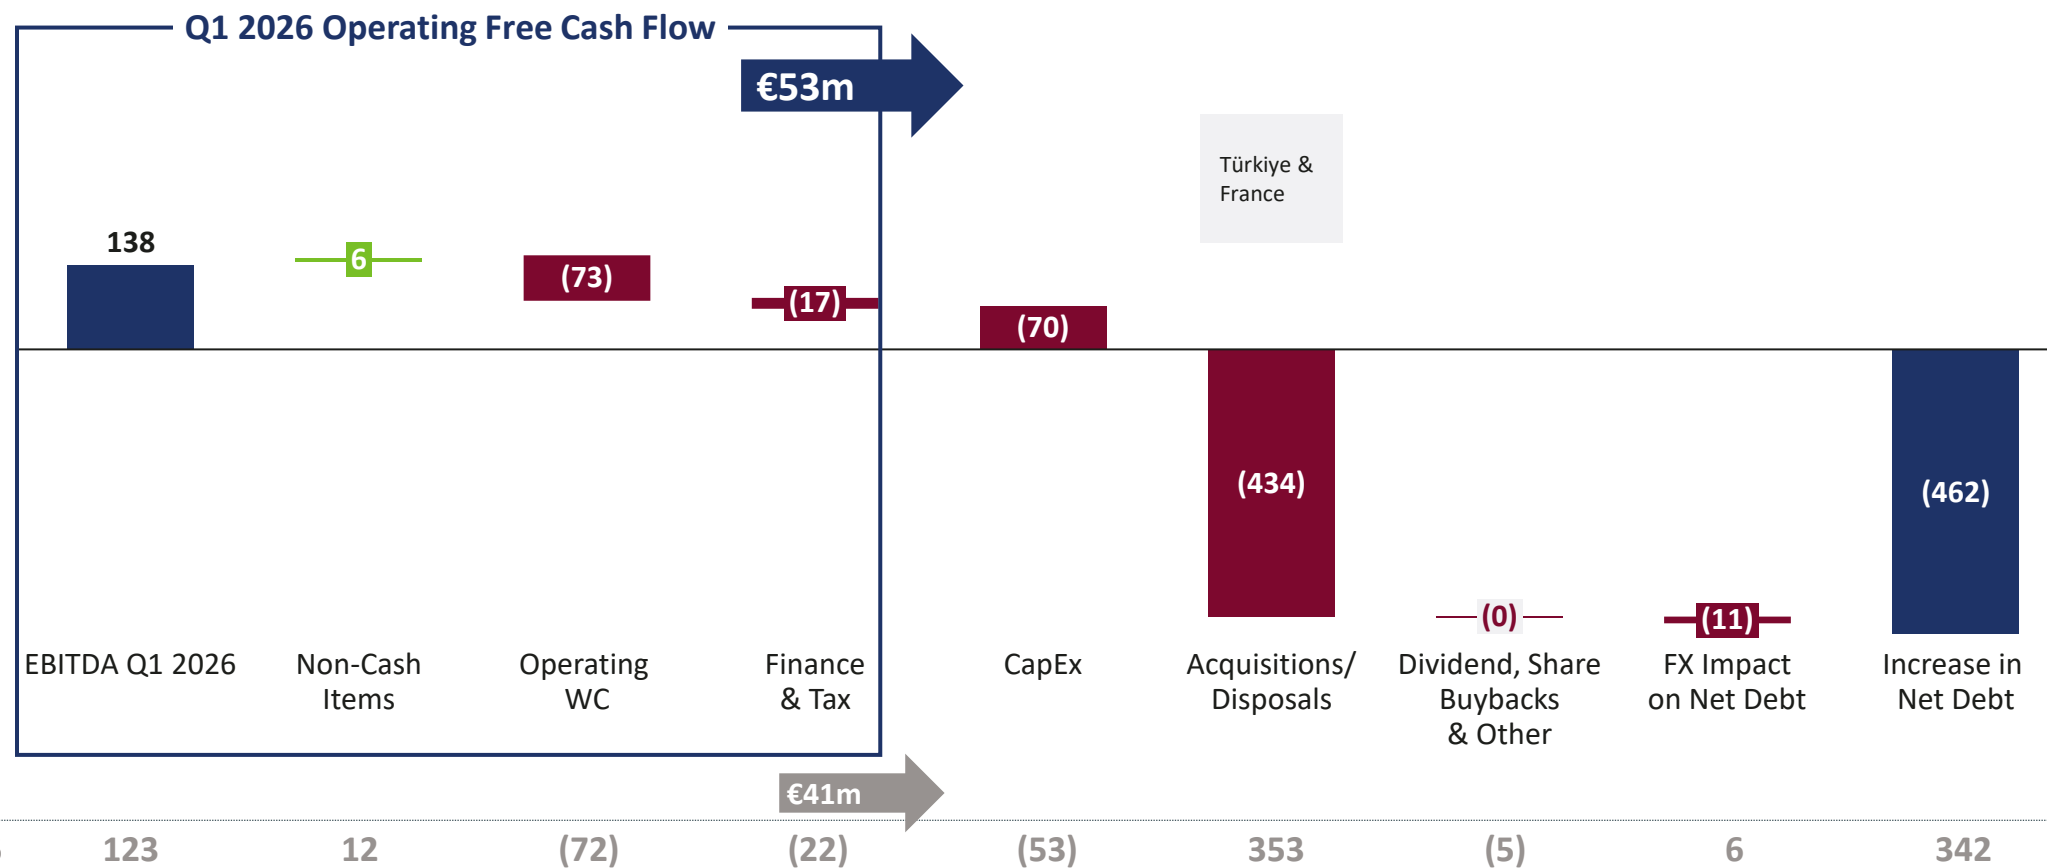 Q1 2026 Operating Free Cash Flow
€53m
Türkiye &
France
138
6
(73)
(17)
(70)
(434)
(462)
(0)
(11)
EBITDA Q1 2026
Non-Cash
Items
Operating
WC
Finance
& Tax
CapEx
Acquisitions/
Disposals
Dividend, Share
Buybacks
& Other
FX Impact
on Net Debt
Increase in
Net Debt
€41m
123
12
(72)
(22)
(53)
353
(5)
6
342